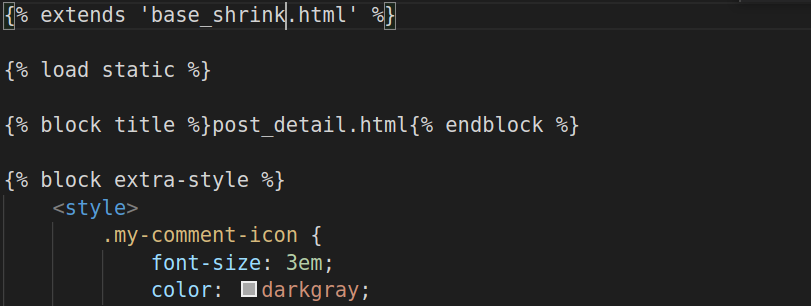 {% extends 'base_shrink.html' %}
{% load static %}
{% block title %}post_detail.html{% endblock %}
{% block extra-style %}
<style>
.my-comment-icon {
font-size: 3em;
color: darkgray;